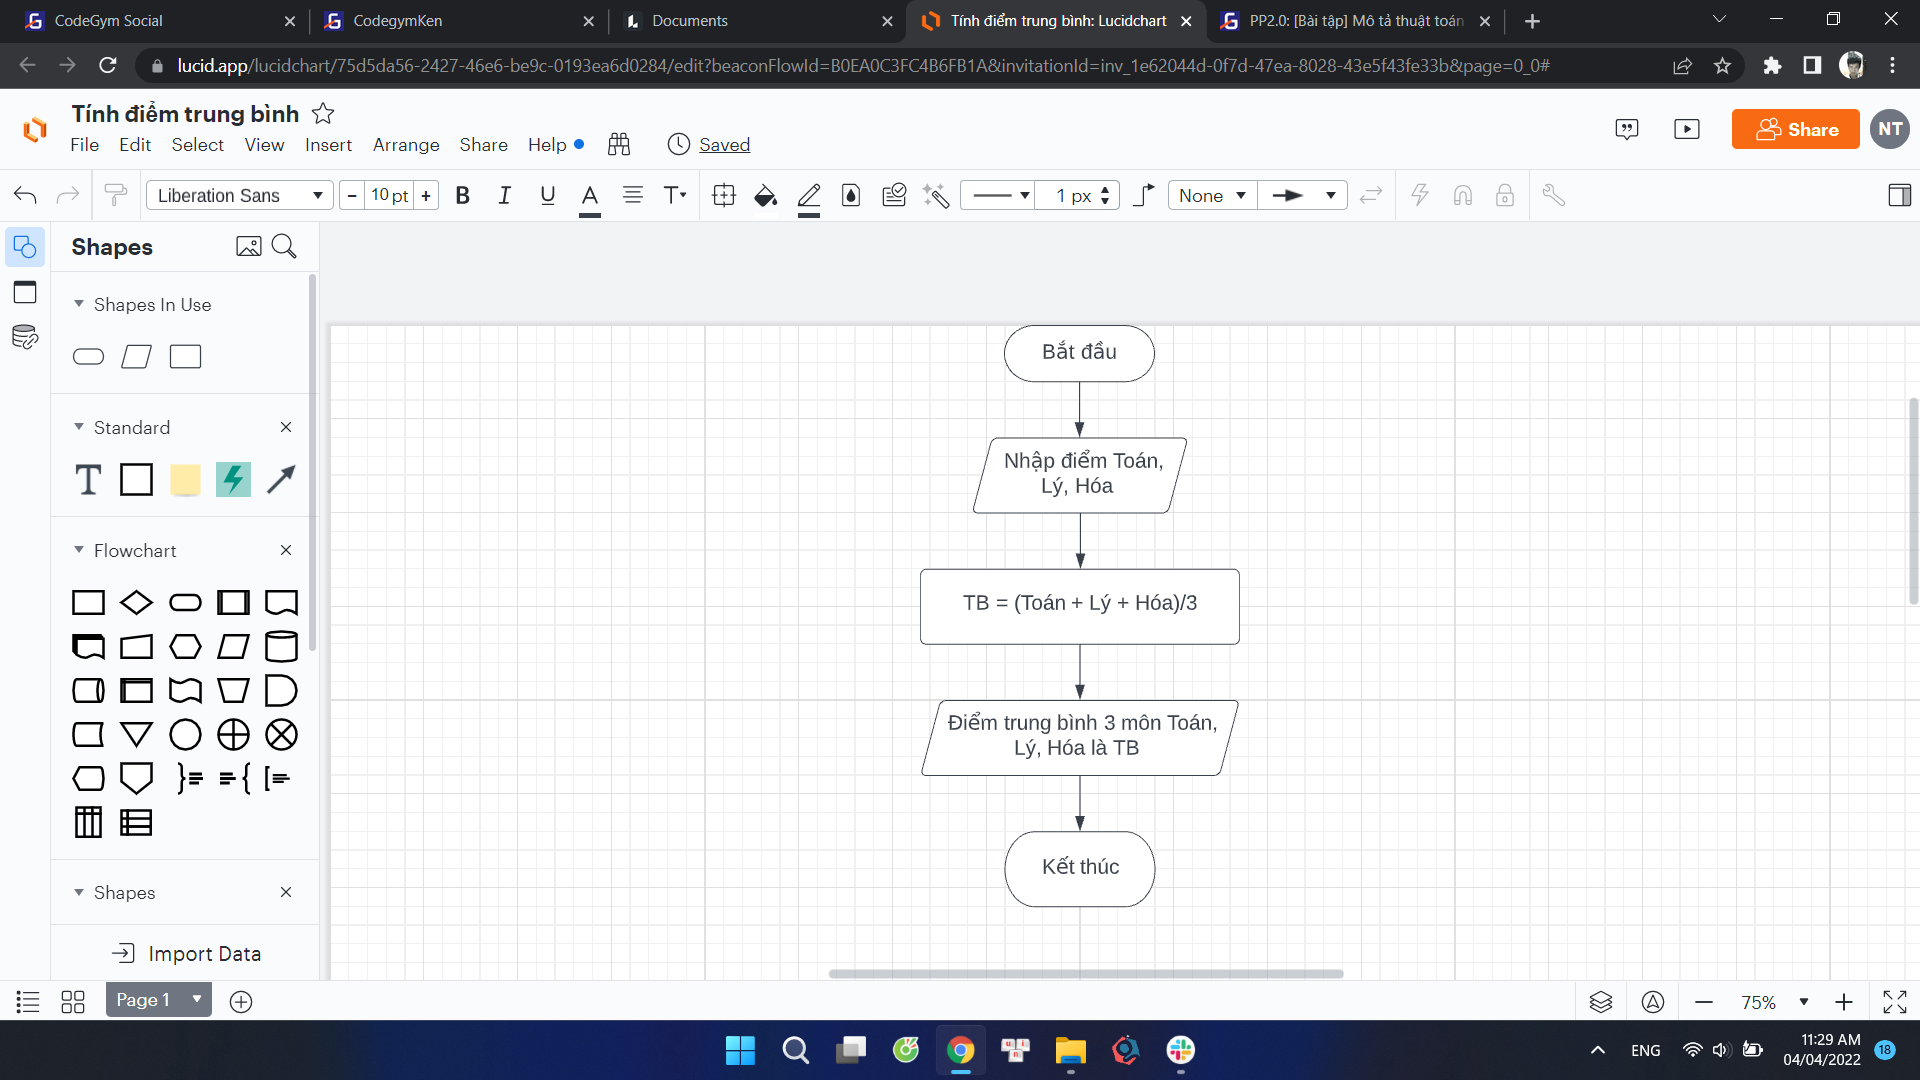 CodeGym Social
CodegymKen
Documents
Tính điểm trung bình: Lucidchart
PP2.0: [Bài tập] Mô tả thuật toán
lucid.app/lucidchart/75d5da56-2427-46e6-be9c-0193ea6d0284/edit?beaconFlowId=B0EA0C3FC4B6FB1A&invitationId=inv_1e62044d-0f7d-47ea-8028-43e5f43fe33b&page=0_0#
Tính điểm trung bình
File Edit Select View Insert Arrange Share Help Saved
Share
NT
Liberation Sans
- 10 pt +
B I U A T
1 px
None
Shapes
Shapes In Use
Standard
T
Flowchart
Shapes
Import Data
Bắt đầu
Nhập điểm Toán,
Lý, Hóa
TB = (Toán + Lý + Hóa)/3
Điểm trung bình 3 môn Toán,
Lý, Hóa là TB
Kết thúc
Page 1
75%
ENG
11:29 AM
04/04/2022
18